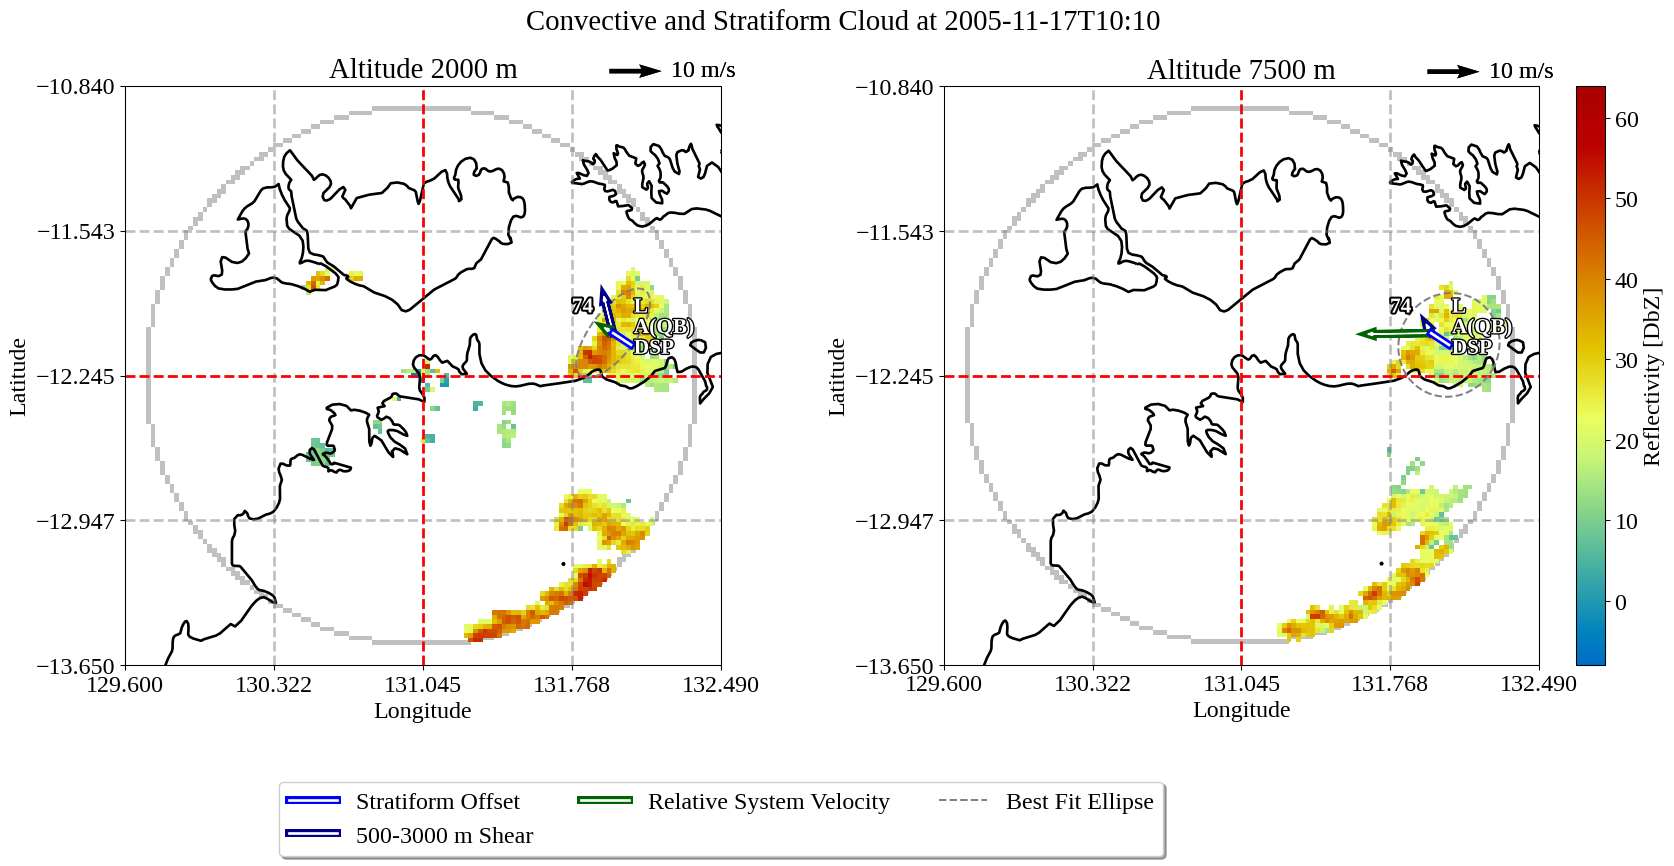 Convective and Stratiform Cloud at 2005-11-17T10:10
Altitude 2000 m
10 m/s
Altitude 7500 m
10 m/s
−10.840
−11.543
−12.245
−12.947
−13.650
129.600
130.322
131.045
131.768
132.490
Longitude
Latitude
74
L
A(QB)
DSP
−10.840
−11.543
−12.245
−12.947
−13.650
129.600
130.322
131.045
131.768
132.490
Longitude
Latitude
74
L
A(QB)
DSP
60
50
40
30
20
10
0
Reflectivity [DbZ]
Stratiform Offset
Relative System Velocity
Best Fit Ellipse
500-3000 m Shear